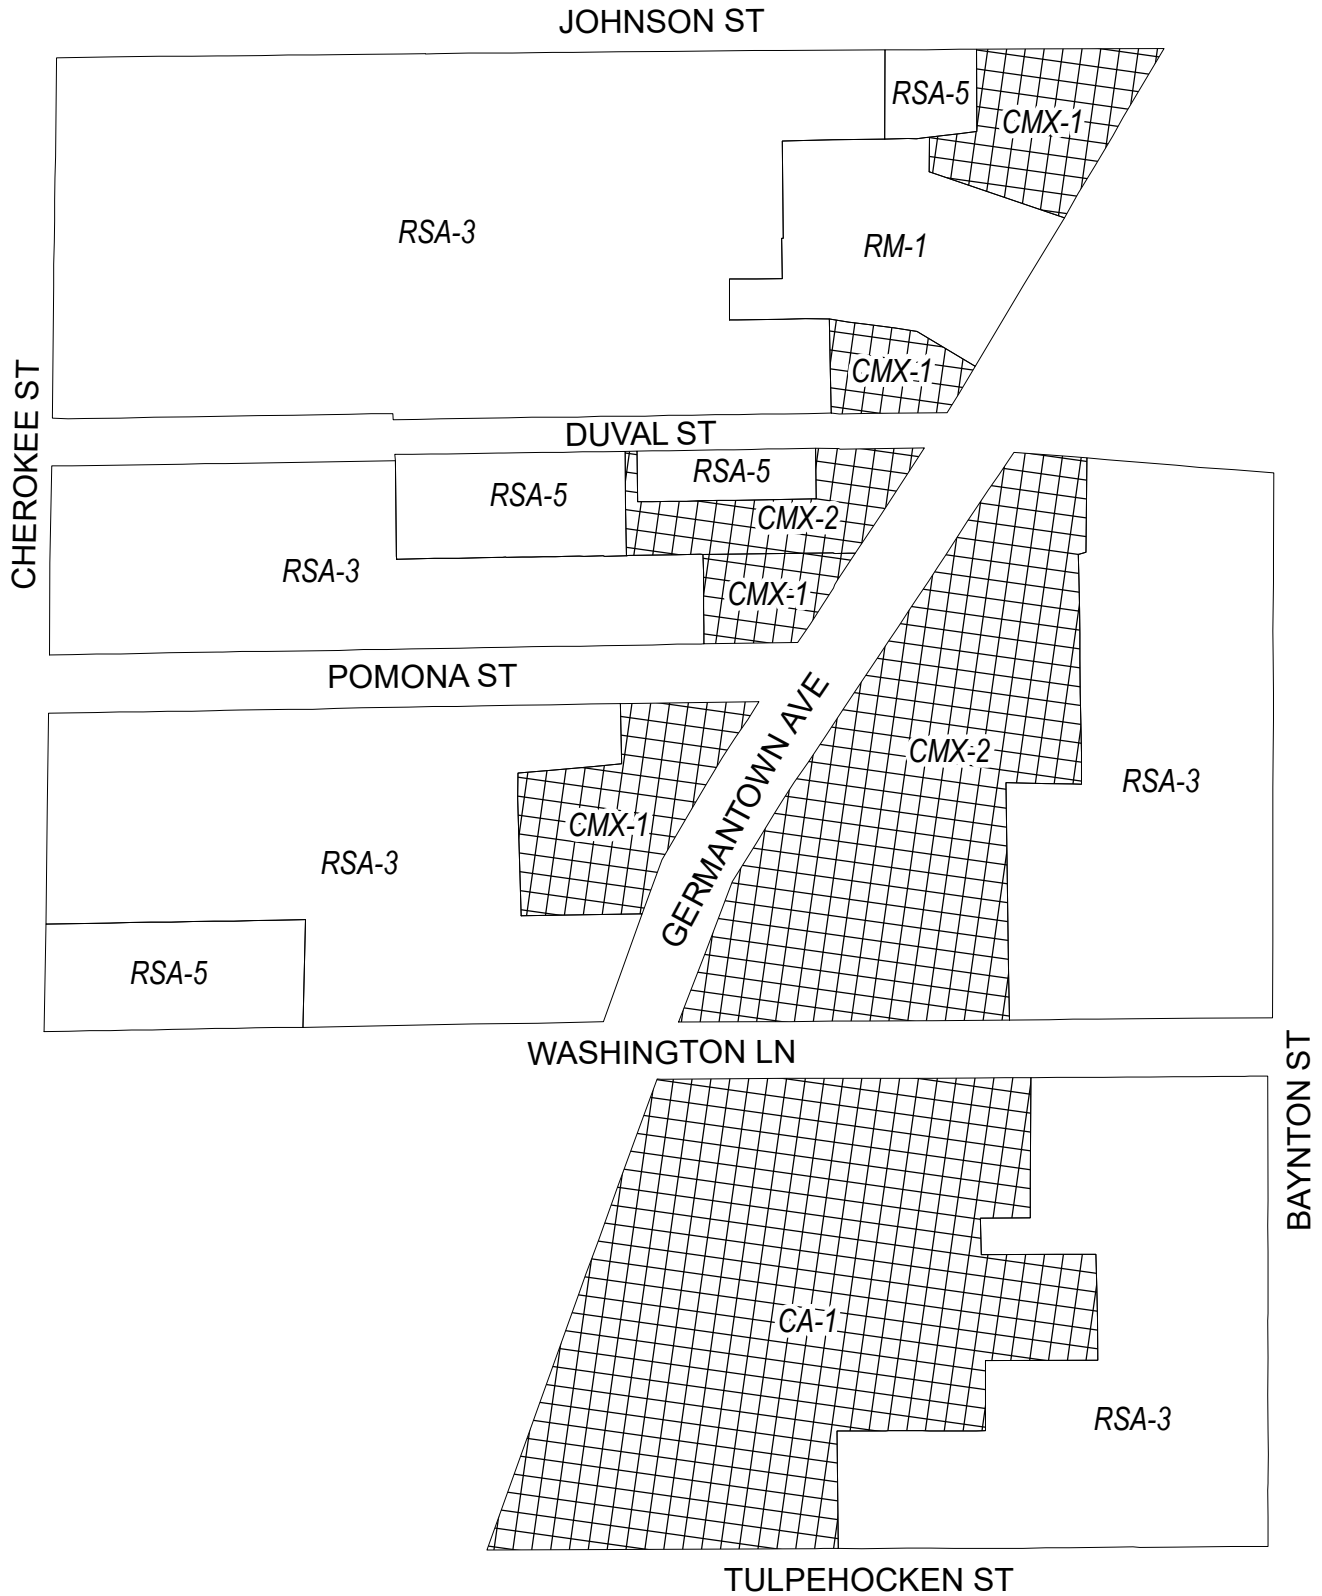 JOHNSON ST
RSA-5
CMX-1
RSA-3
RM-1
CMX-1
CHEROKEE ST
DUVAL ST
RSA-5
RSA-5
CMX-2
RSA-3
CMX-1
POMONA ST
GERMANTOWN AVE
CMX-2
RSA-3
CMX-1
RSA-3
RSA-5
WASHINGTON LN
BAYNTON ST
CA-1
RSA-3
TULPEHOCKEN ST